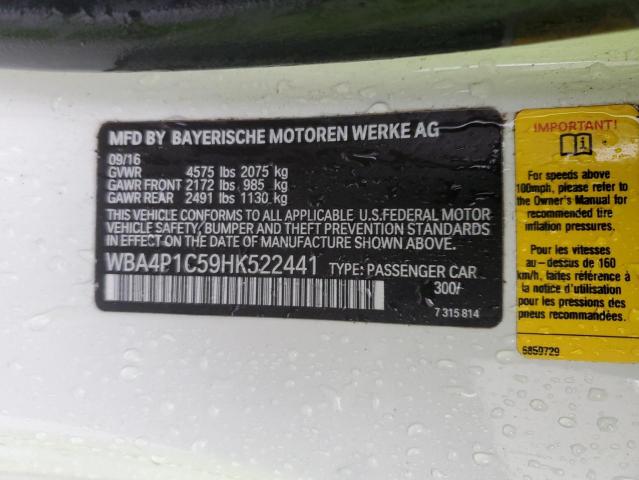 MFD BY BAYERISCHE MOTOREN WERKE AG
09/16
GVWR 4575 lbs 2075 kg
GAWR FRONT 2172 lbs 985 kg
GAWR REAR 2491 lbs 1130 kg
THIS VEHICLE CONFORMS TO ALL APPLICABLE U.S.FEDERAL MOTOR
VEHICLE SAFETY, BUMPER AND THEFT PREVENTION STANDARDS
IN EFFECT ON THE DATE OF MANUFACTURE SHOWN ABOVE.
WBA4P1C59HK522441 TYPE: PASSENGER CAR
300/
7 315 814
IMPORTANT
For speeds above
100mph, please refer to
the Owner's Manual for
recommended tire
inflation pressures.
Pour les vitesses
au-dessus de 160
km/h, faites référence à
la notice d'utilisation
pour les pressions des
pneus recommandées.
6859729